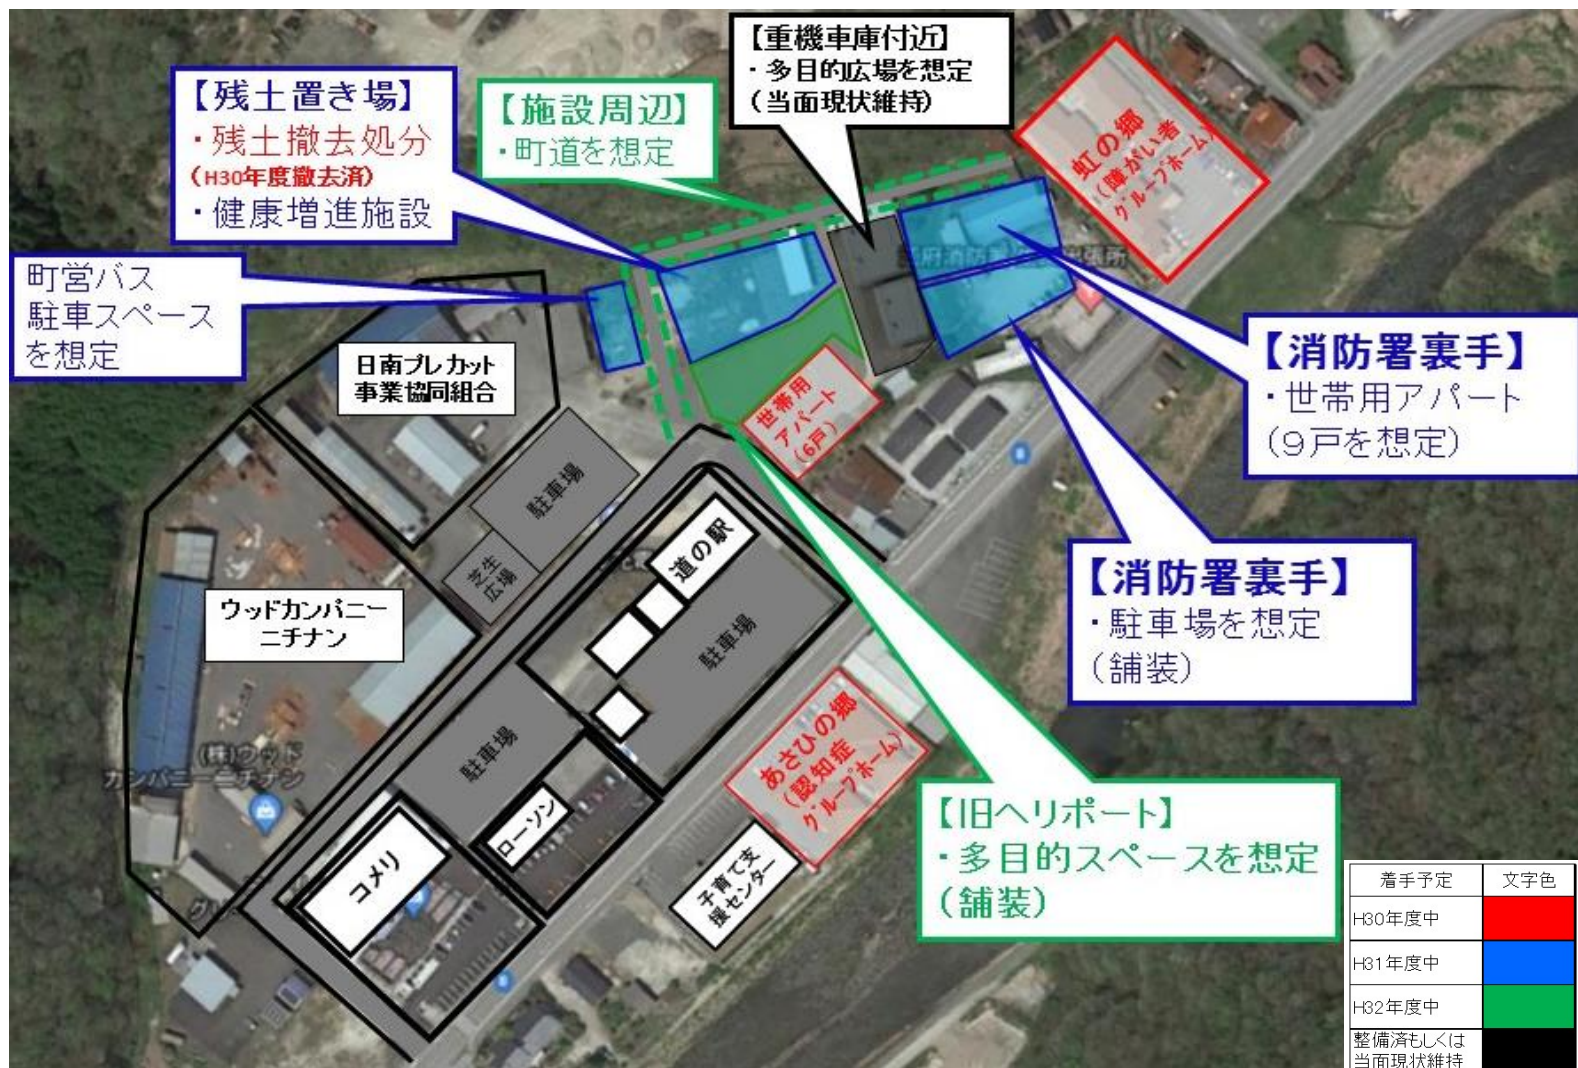 【重機車庫付近】
・多目的広場を想定
（当面現状維持）
【残土置き場】
・残土撤去処分
（H30年度撤去済）
・健康増進施設
【施設周辺】
・町道を想定
虹の郷
（障がい者
グループホーム）
町営バス
駐車スペース
を想定
日南プレカット
事業協同組合
【消防署裏手】
・世帯用アパート
（9戸を想定）
世帯用
アパート
（6戸）
駐車場
芝生
広場
道の駅
【消防署裏手】
・駐車場を想定
（舗装）
ウッドカンパニー
ニチナン
駐車場
駐車場
あさひの郷
（認知症
グループホーム）
(株)ウッド
カンパニーニチナン
ローソン
コメリ
子育て支
援センター
【旧ヘリポート】
・多目的スペースを想定
（舗装）
着手予定 文字色
H30年度中
H31年度中
H32年度中
整備済もしくは
当面現状維持